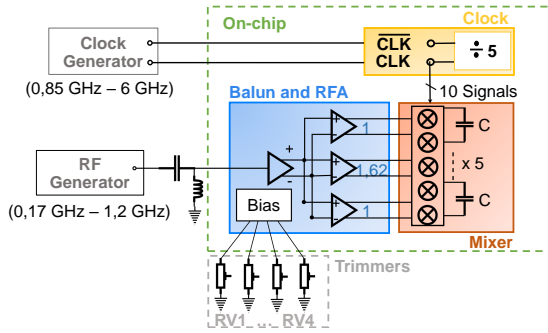 On-chip
Clock
Clock
Generator
CLK
CLK
÷ 5
(0,85 GHz – 6 GHz)
10 Signals
Balun and RFA
+
-
+
-
1
+
-
1,62
+
-
1
C
x 5
C
RF
Generator
(0,17 GHz – 1,2 GHz)
Bias
Mixer
Trimmers
RV1 ... RV4